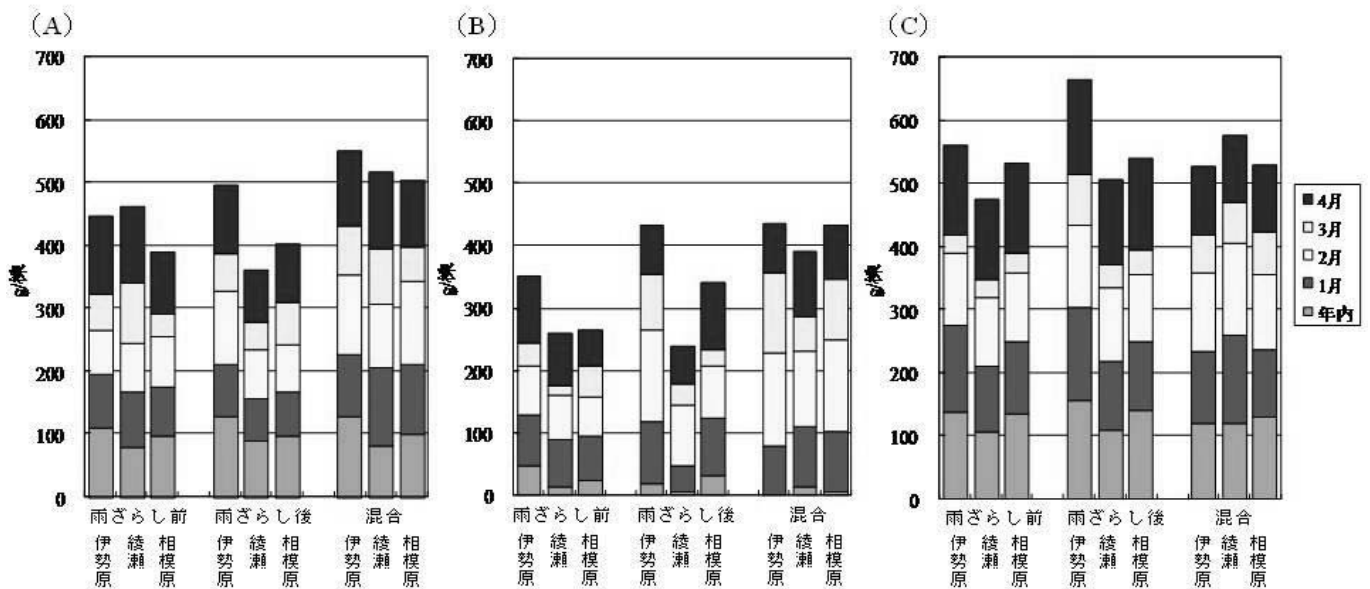 (A)
700
600
500
400
300
200
100
0
g/株
雨ざらし前
雨ざらし後
混合
伊勢原
綾瀬
相模原
伊勢原
綾瀬
相模原
伊勢原
綾瀬
相模原
(B)
700
600
500
400
300
200
100
0
g/株
雨ざらし前
雨ざらし後
混合
伊勢原
綾瀬
相模原
伊勢原
綾瀬
相模原
伊勢原
綾瀬
相模原
(C)
700
600
500
400
300
200
100
0
g/株
雨ざらし前
雨ざらし後
混合
伊勢原
綾瀬
相模原
伊勢原
綾瀬
相模原
伊勢原
綾瀬
相模原
4月
3月
2月
1月
年内